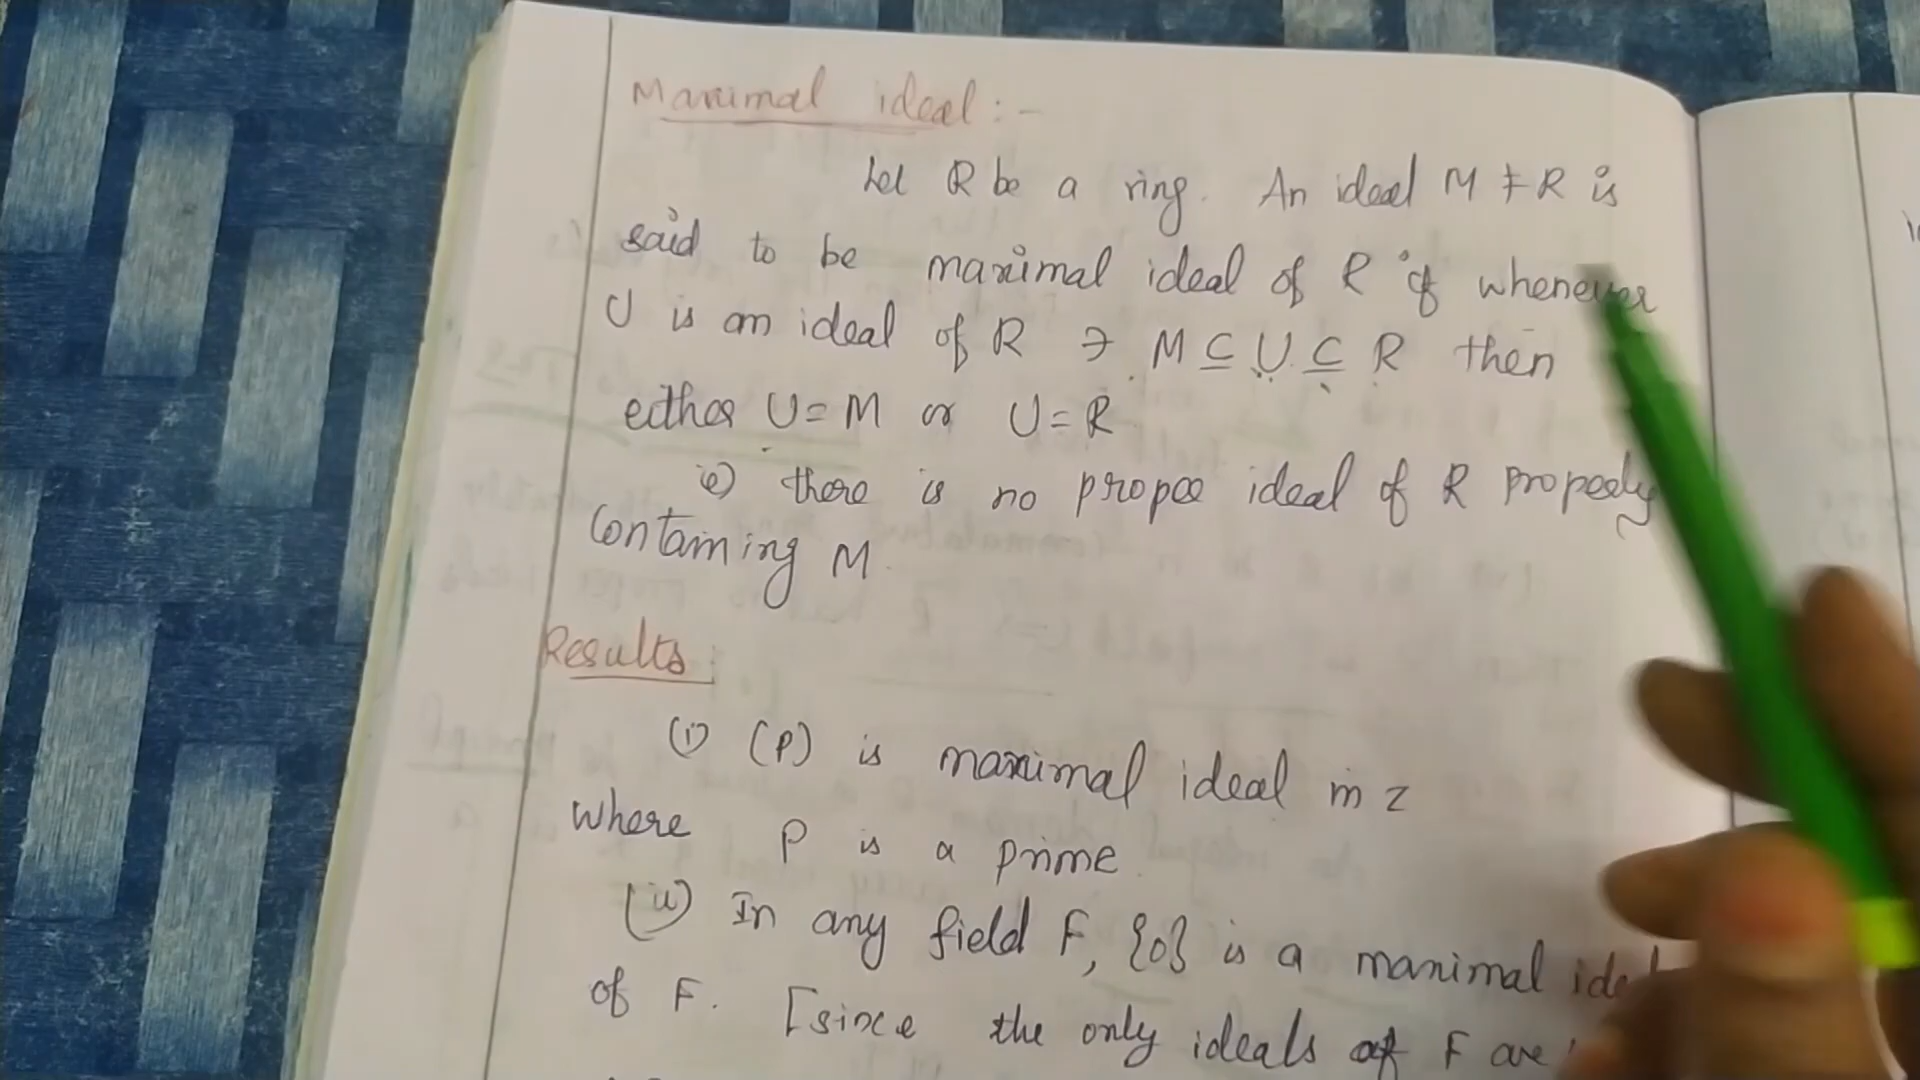 Maximal ideal :-
Let R be a ring. An ideal M ≠ R is
said to be maximal ideal of R if whenever
U is an ideal of R ∋ M ⊆ U ⊆ R then
either U = M or U = R
ie) there is no proper ideal of R properly
containing M.
Results :
(i) (P) is maximal ideal in Z
where P is a prime.
(ii) In any field F, {0} is a maximal
of F. [since the only ideals of F are